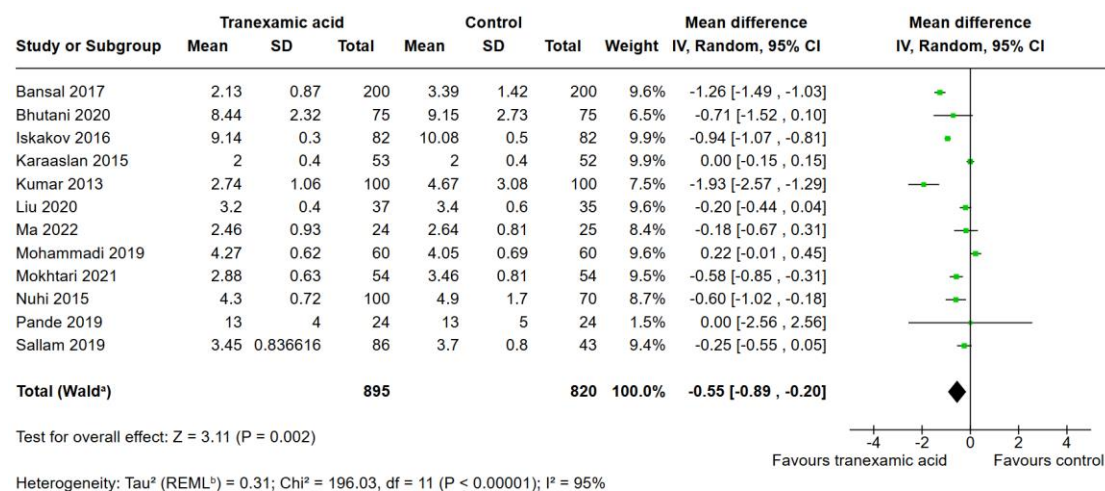 Tranexamic acid Control Mean difference Mean difference
Study or Subgroup Mean SD Total Mean SD Total Weight IV, Random, 95% CI IV, Random, 95% CI
Bansal 2017 2.13 0.87 200 3.39 1.42 200 9.6% -1.26 [-1.49 , -1.03]
Bhutani 2020 8.44 2.32 75 9.15 2.73 75 6.5% -0.71 [-1.52 , 0.10]
Iskakov 2016 9.14 0.3 82 10.08 0.5 82 9.9% -0.94 [-1.07 , -0.81]
Karaaslan 2015 2 0.4 53 2 0.4 52 9.9% 0.00 [-0.15 , 0.15]
Kumar 2013 2.74 1.06 100 4.67 3.08 100 7.5% -1.93 [-2.57 , -1.29]
Liu 2020 3.2 0.4 37 3.4 0.6 35 9.6% -0.20 [-0.44 , 0.04]
Ma 2022 2.46 0.93 24 2.64 0.81 25 8.4% -0.18 [-0.67 , 0.31]
Mohammadi 2019 4.27 0.62 60 4.05 0.69 60 9.6% 0.22 [-0.01 , 0.45]
Mokhtari 2021 2.88 0.63 54 3.46 0.81 54 9.5% -0.58 [-0.85 , -0.31]
Nuhi 2015 4.3 0.72 100 4.9 1.7 70 8.7% -0.60 [-1.02 , -0.18]
Pande 2019 13 4 24 13 5 24 1.5% 0.00 [-2.56 , 2.56]
Sallam 2019 3.45 0.836616 86 3.7 0.8 43 9.4% -0.25 [-0.55 , 0.05]
Total (Waldᵃ) 895 820 100.0% -0.55 [-0.89 , -0.20]
Test for overall effect: Z = 3.11 (P = 0.002)
-4 -2 0 2 4
Favours tranexamic acid Favours control
Heterogeneity: Tau² (REMLᵇ) = 0.31; Chi² = 196.03, df = 11 (P < 0.00001); I² = 95%